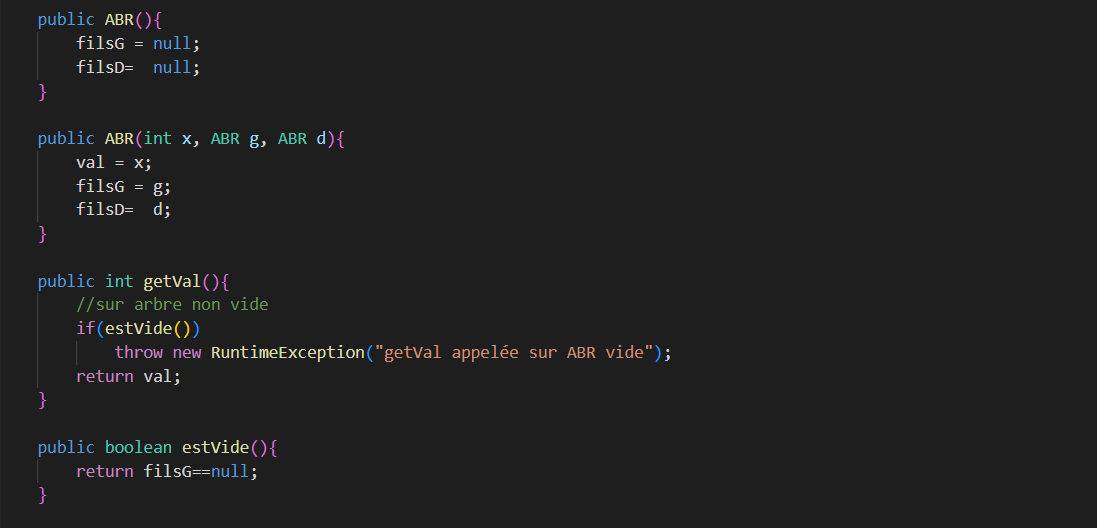 public ABR(){
filsG = null;
filsD=  null;
}
public ABR(int x, ABR g, ABR d){
val = x;
filsG = g;
filsD=  d;
}
public int getVal(){
//sur arbre non vide
if(estVide())
throw new RuntimeException("getVal appelée sur ABR vide");
return val;
}
public boolean estVide(){
return filsG==null;
}